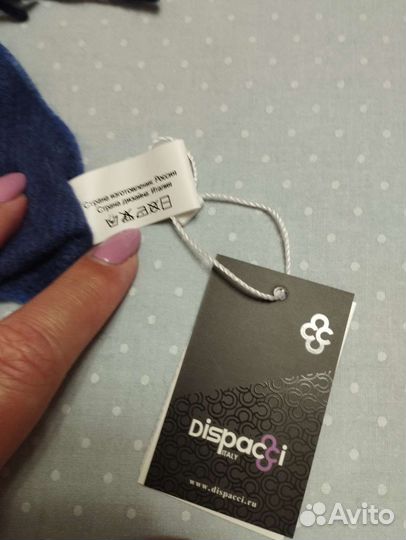 Страна изготовления: Россия
Страна дизайна: Италия
Dispacci
ITALY
www.dispacci.ru
Avito